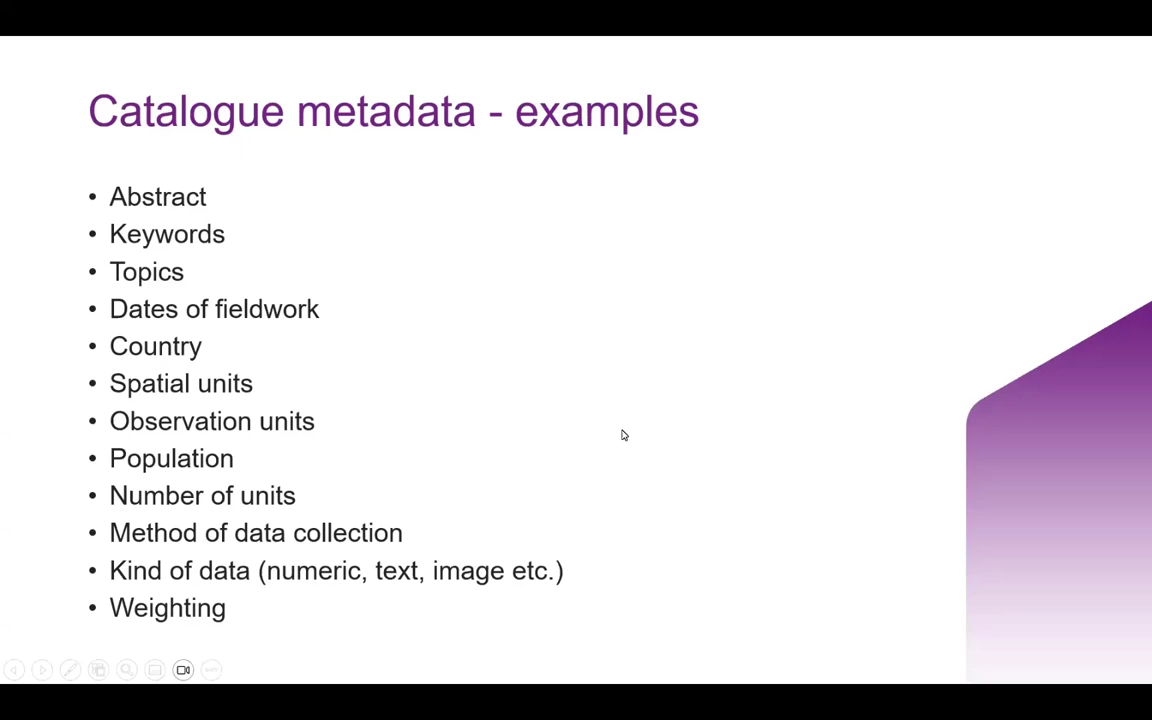 Catalogue metadata - examples
• Abstract
• Keywords
• Topics
• Dates of fieldwork
• Country
• Spatial units
• Observation units
• Population
• Number of units
• Method of data collection
• Kind of data (numeric, text, image etc.)
• Weighting